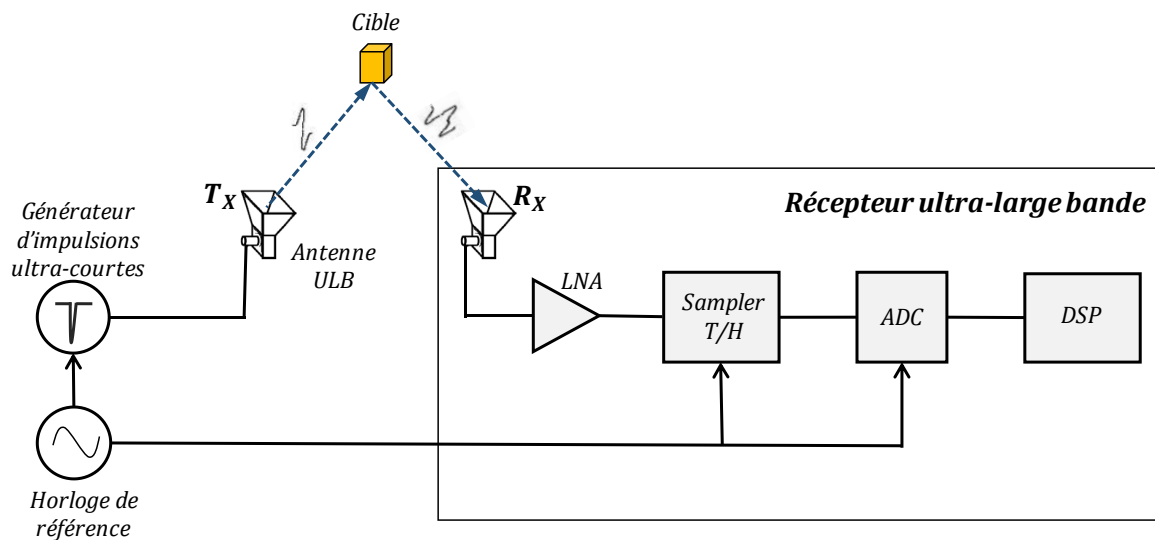 Cible
T_X
R_X
Récepteur ultra-large bande
Générateur
d'impulsions
ultra-courtes
Antenne
ULB
LNA
Sampler
T/H
ADC
DSP
Horloge de
référence